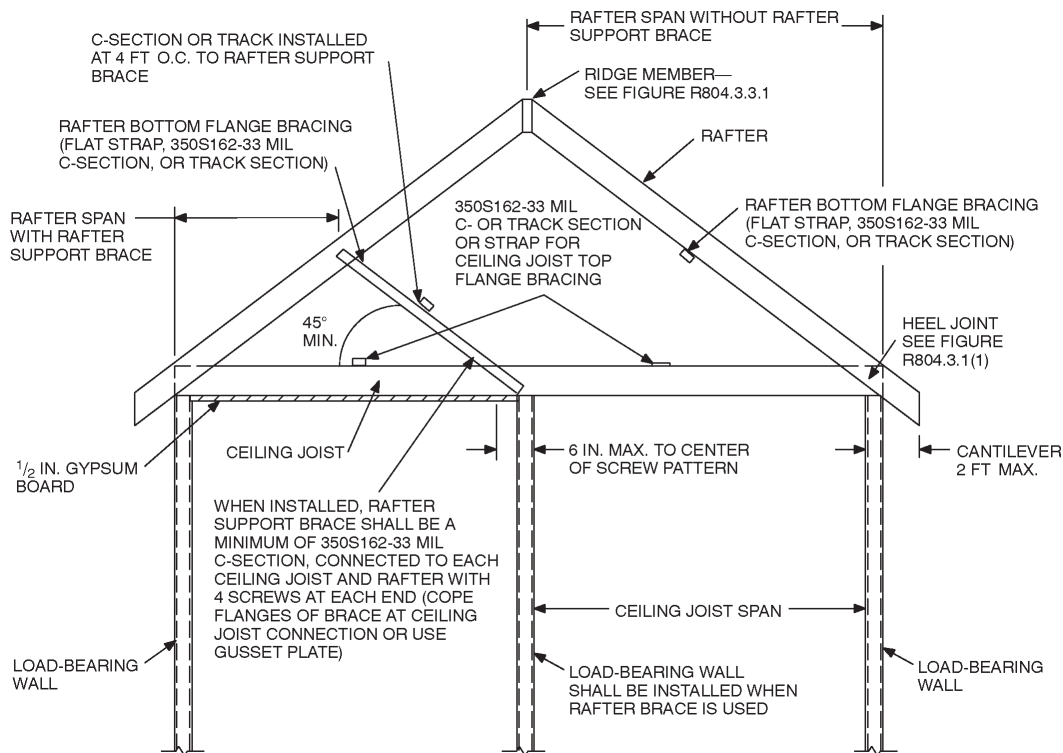 RAFTER SPAN WITHOUT RAFTER
SUPPORT BRACE
C-SECTION OR TRACK INSTALLED
AT 4 FT O.C. TO RAFTER SUPPORT
BRACE
RIDGE MEMBER—
SEE FIGURE R804.3.3.1
RAFTER BOTTOM FLANGE BRACING
(FLAT STRAP, 350S162-33 MIL
C-SECTION, OR TRACK SECTION)
RAFTER
RAFTER SPAN
WITH RAFTER
SUPPORT BRACE
350S162-33 MIL
C- OR TRACK SECTION
OR STRAP FOR
CEILING JOIST TOP
FLANGE BRACING
RAFTER BOTTOM FLANGE BRACING
(FLAT STRAP, 350S162-33 MIL
C-SECTION, OR TRACK SECTION)
45°
MIN.
HEEL JOINT
SEE FIGURE
R804.3.1(1)
1/2 IN. GYPSUM
BOARD
CEILING JOIST
6 IN. MAX. TO CENTER
OF SCREW PATTERN
CANTILEVER
2 FT MAX.
WHEN INSTALLED, RAFTER
SUPPORT BRACE SHALL BE A
MINIMUM OF 350S162-33 MIL
C-SECTION, CONNECTED TO EACH
CEILING JOIST AND RAFTER WITH
4 SCREWS AT EACH END (COPE
FLANGES OF BRACE AT CEILING
JOIST CONNECTION OR USE
GUSSET PLATE)
CEILING JOIST SPAN
LOAD-BEARING
WALL
LOAD-BEARING WALL
SHALL BE INSTALLED WHEN
RAFTER BRACE IS USED
LOAD-BEARING
WALL